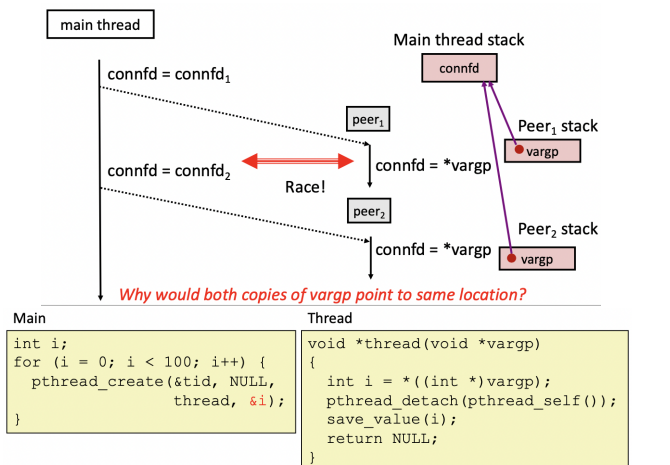 main thread
Main thread stack
connfd
connfd = connfd₁
peer₁
Peer₁ stack
vargp
connfd = *vargp
connfd = connfd₂
Race!
peer₂
Peer₂ stack
connfd = *vargp
vargp
Why would both copies of vargp point to same location?
Main
int i;
for (i = 0; i < 100; i++) {
  pthread_create(&tid, NULL,
                 thread, &i);
}
Thread
void *thread(void *vargp)
{
  int i = *((int *)vargp);
  pthread_detach(pthread_self());
  save_value(i);
  return NULL;
}